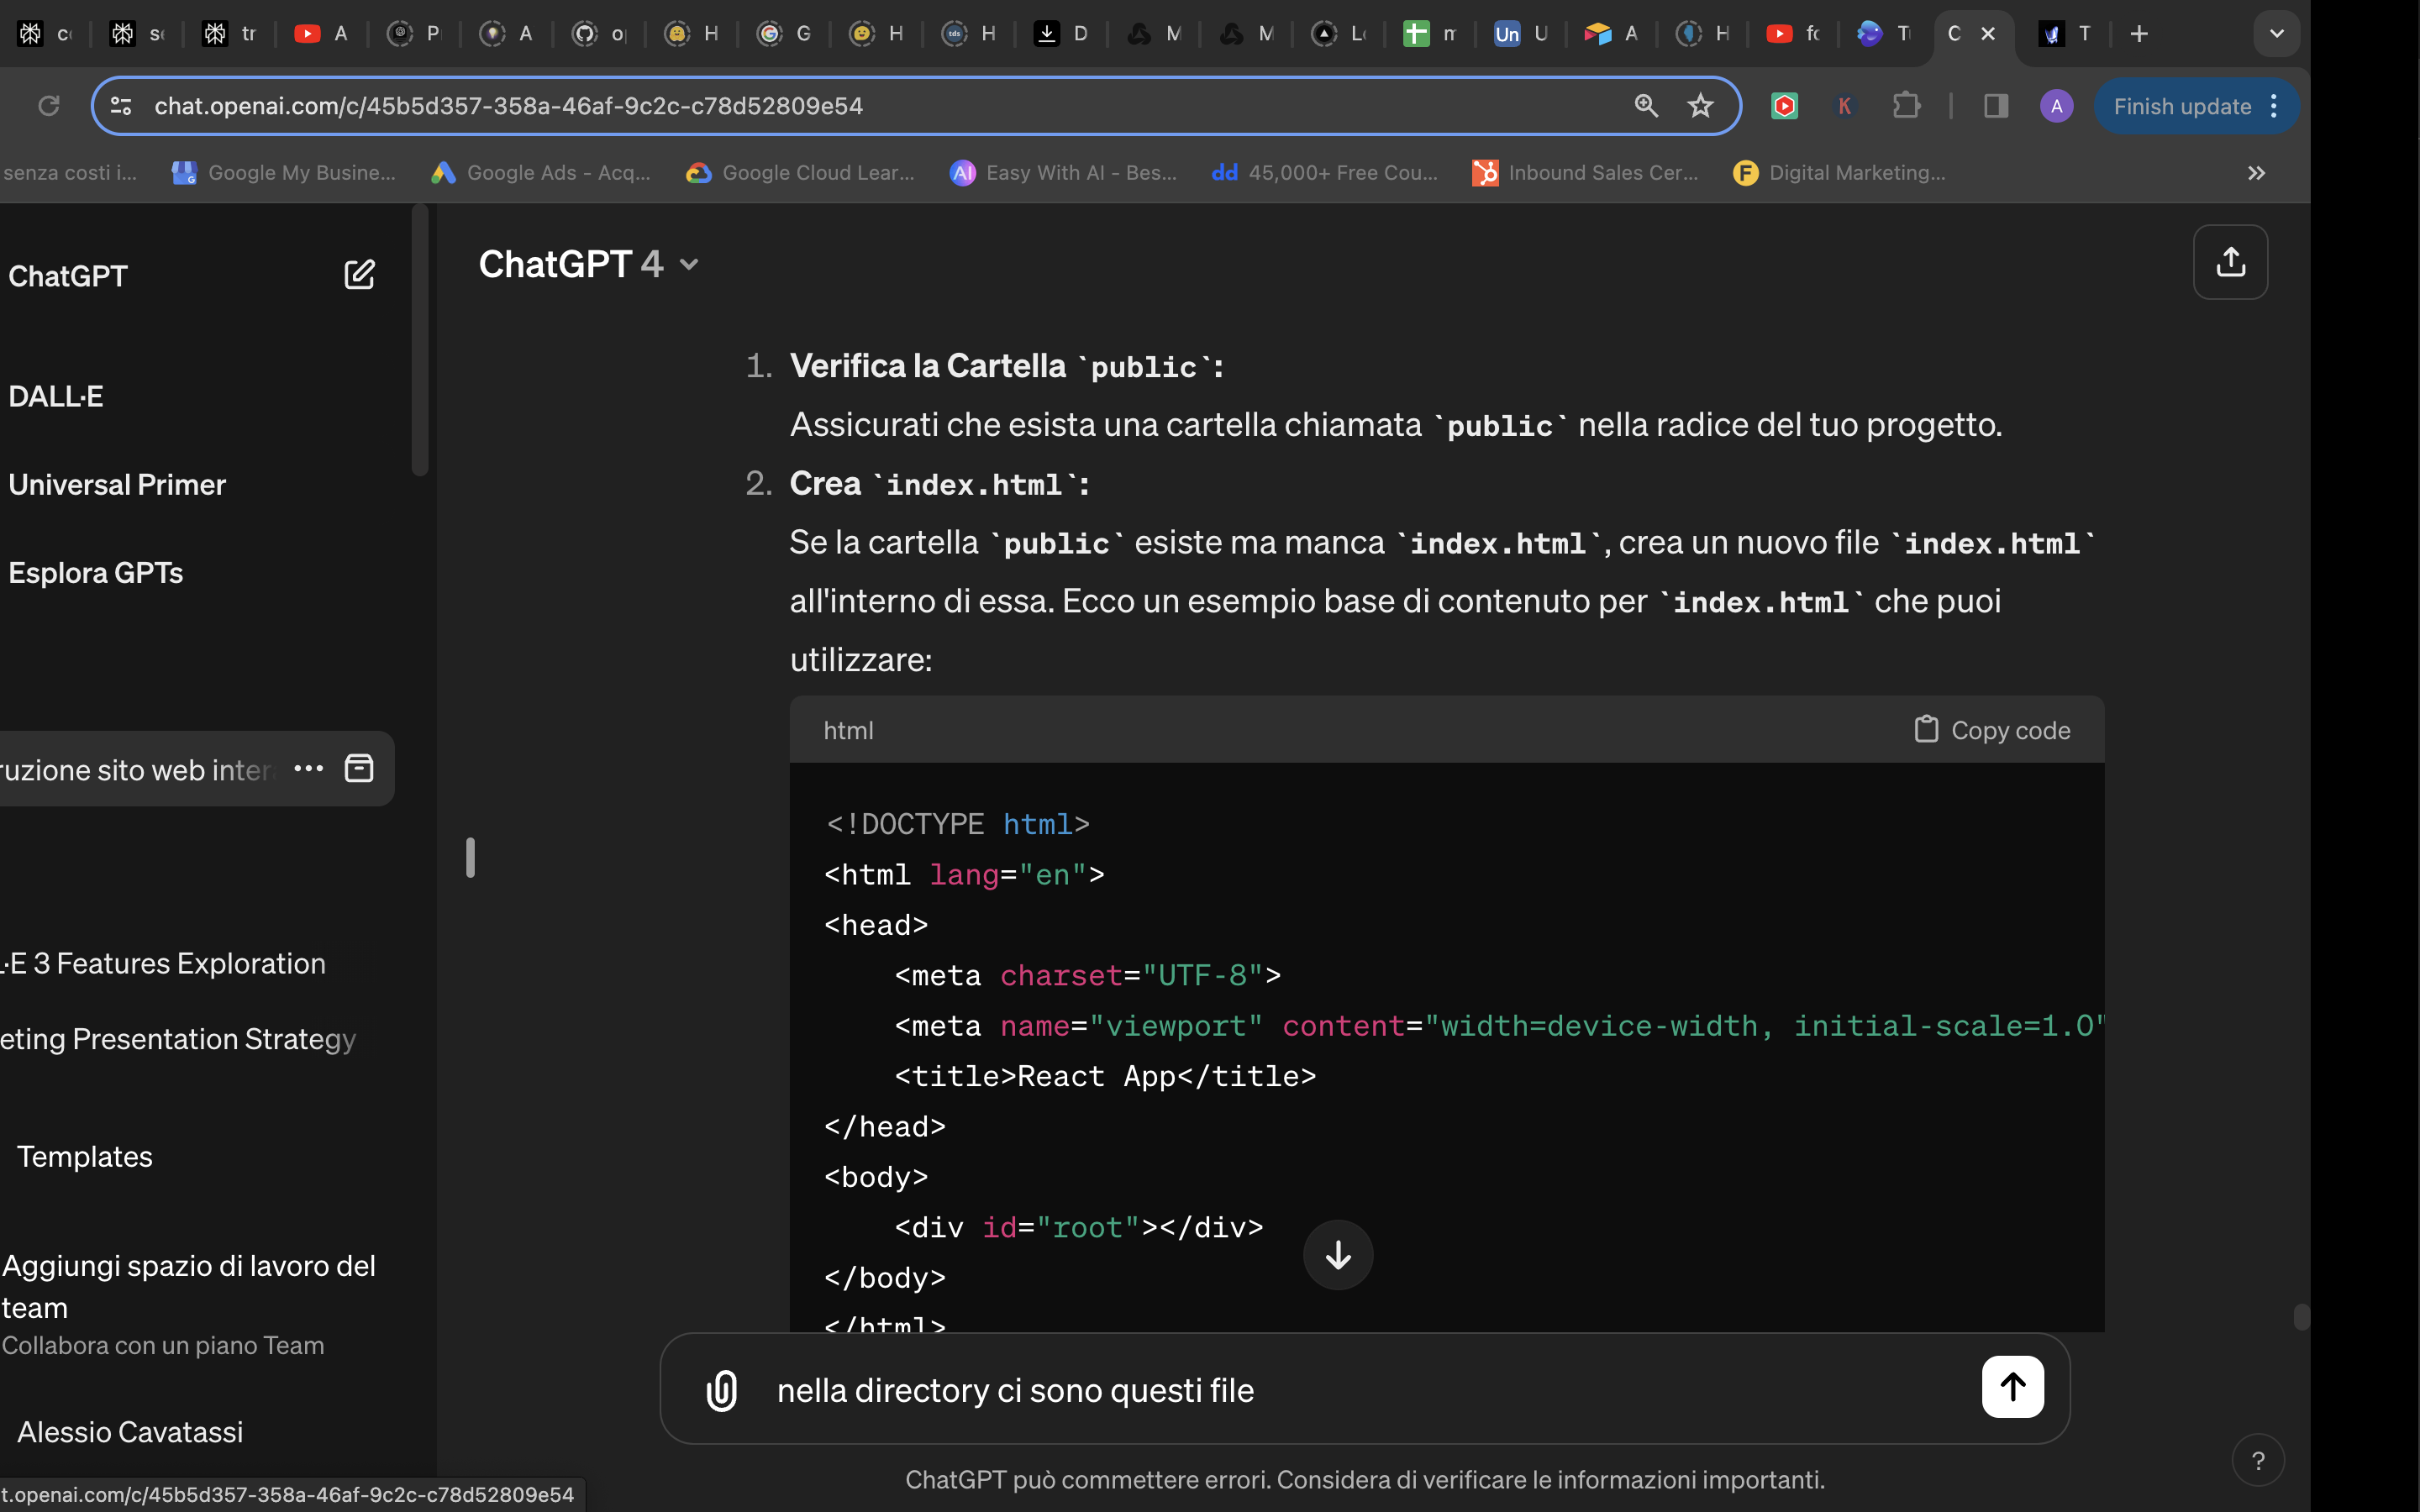 c
s
tr
A
P
A
o
H
G
H
H
D
M
M
L
m
Un U
A
H
fc
T
C
T
chat.openai.com/c/45b5d357-358a-46af-9c2c-c78d52809e54
K
A
Finish update
senza costi i...
Google My Busine...
Google Ads - Acq...
Google Cloud Lear...
AI Easy With AI - Bes...
dd 45,000+ Free Cou...
Inbound Sales Cer...
F Digital Marketing...
ChatGPT
DALL·E
Universal Primer
Esplora GPTs
ruzione sito web inter
·E 3 Features Exploration
eting Presentation Strategy
Templates
Aggiungi spazio di lavoro del
team
Collabora con un piano Team
Alessio Cavatassi
t.openai.com/c/45b5d357-358a-46af-9c2c-c78d52809e54
ChatGPT 4
1. Verifica la Cartella `public`:
Assicurati che esista una cartella chiamata `public` nella radice del tuo progetto.
2. Crea `index.html`:
Se la cartella `public` esiste ma manca `index.html`, crea un nuovo file `index.html`
all'interno di essa. Ecco un esempio base di contenuto per `index.html` che puoi
utilizzare:
html
Copy code
<!DOCTYPE html>
<html lang="en">
<head>
<meta charset="UTF-8">
<meta name="viewport" content="width=device-width, initial-scale=1.0"
<title>React App</title>
</head>
<body>
<div id="root"></div>
</body>
</html>
nella directory ci sono questi file
ChatGPT può commettere errori. Considera di verificare le informazioni importanti.
?